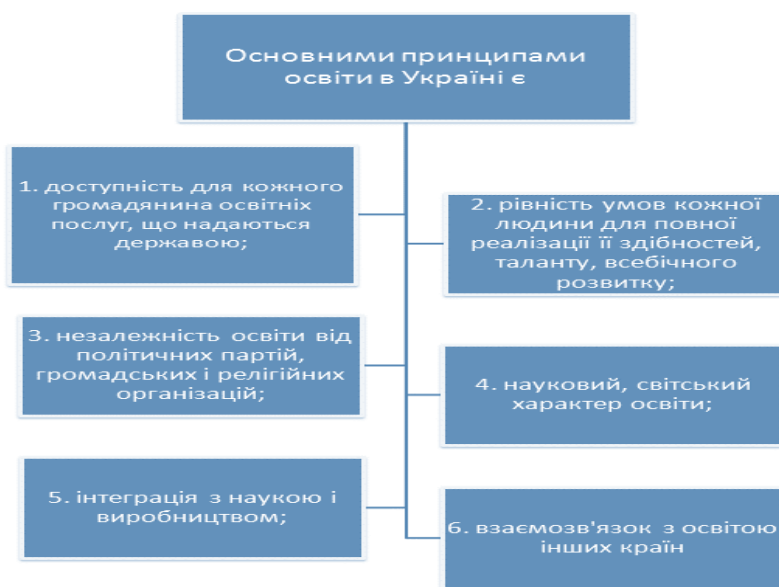 Основними принципами
освіти в Україні є
1. доступність для кожного
громадянина освітніх
послуг, що надаються
державою;
2. рівність умов кожної
людини для повної
реалізації її здібностей,
таланту, всебічного
розвитку;
3. незалежність освіти від
політичних партій,
громадських і релігійних
організацій;
4. науковий, світський
характер освіти;
5. інтеграція з наукою і
виробництвом;
6. взаємозв'язок з освітою
інших країн